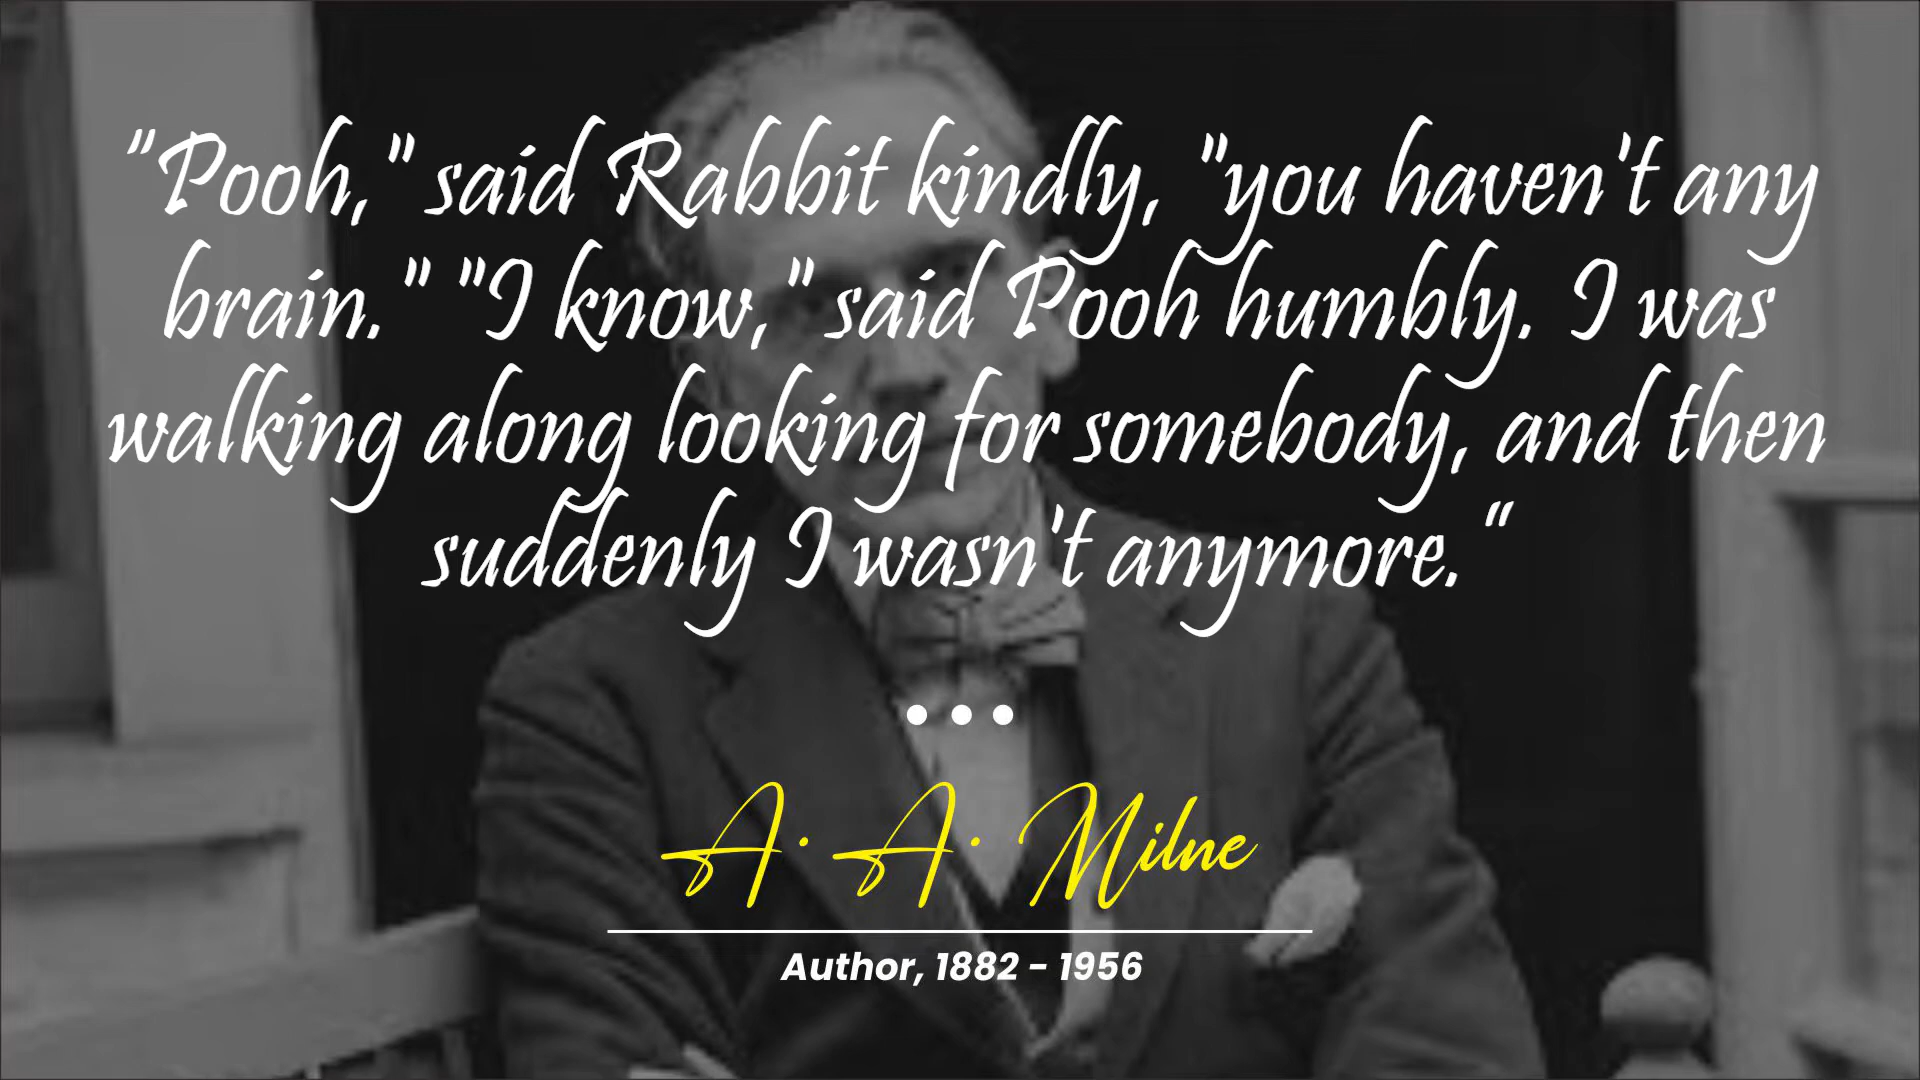 "Pooh," said Rabbit kindly, "you haven't any
brain." "I know," said Pooh humbly. I was
walking along looking for somebody, and then
suddenly I wasn't anymore.“
A. A. Milne
Author, 1882 - 1956